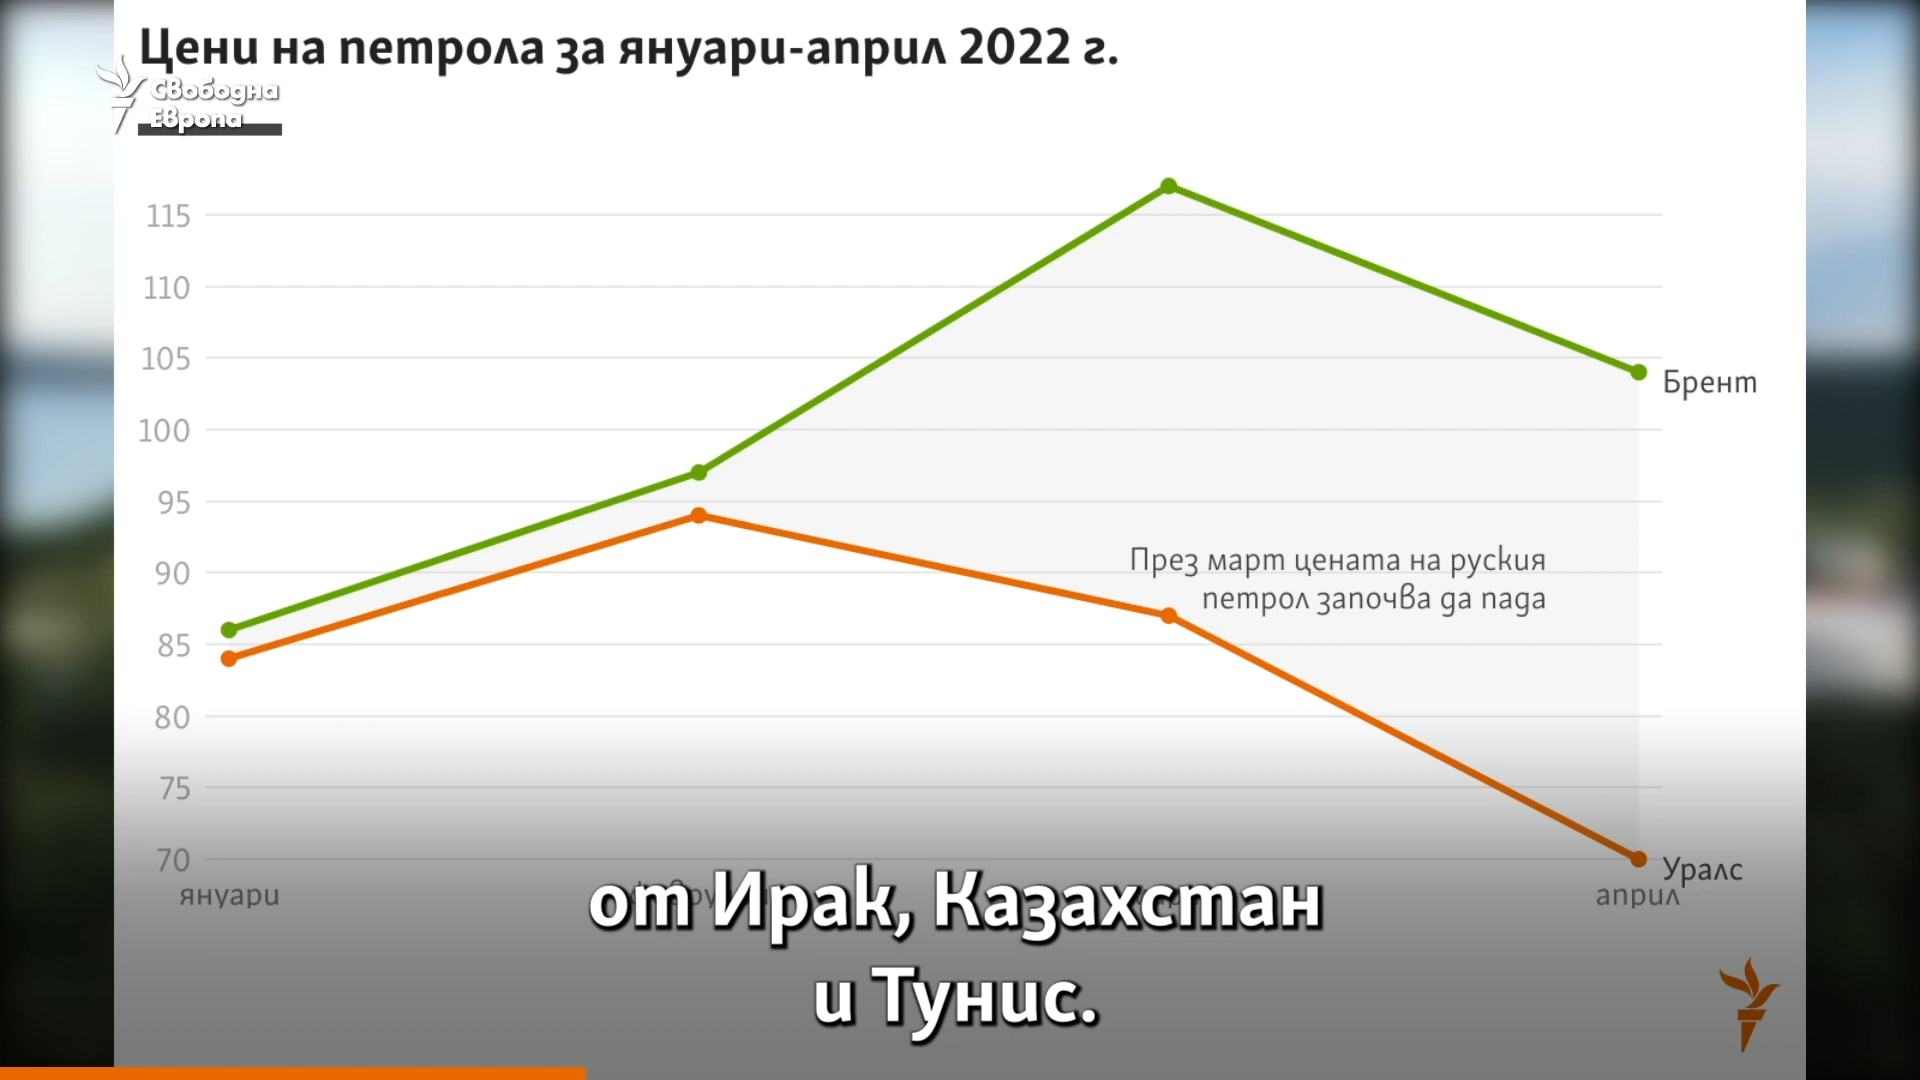 Цени на петрола за януари-април 2022 г.
Свободна
Европа
115
110
105
100
95
90
85
80
75
70
Брент
През март цената на руския
петрол започва да пада
Уралс
януари
април
от Ирак, Казахстан
и Тунис.